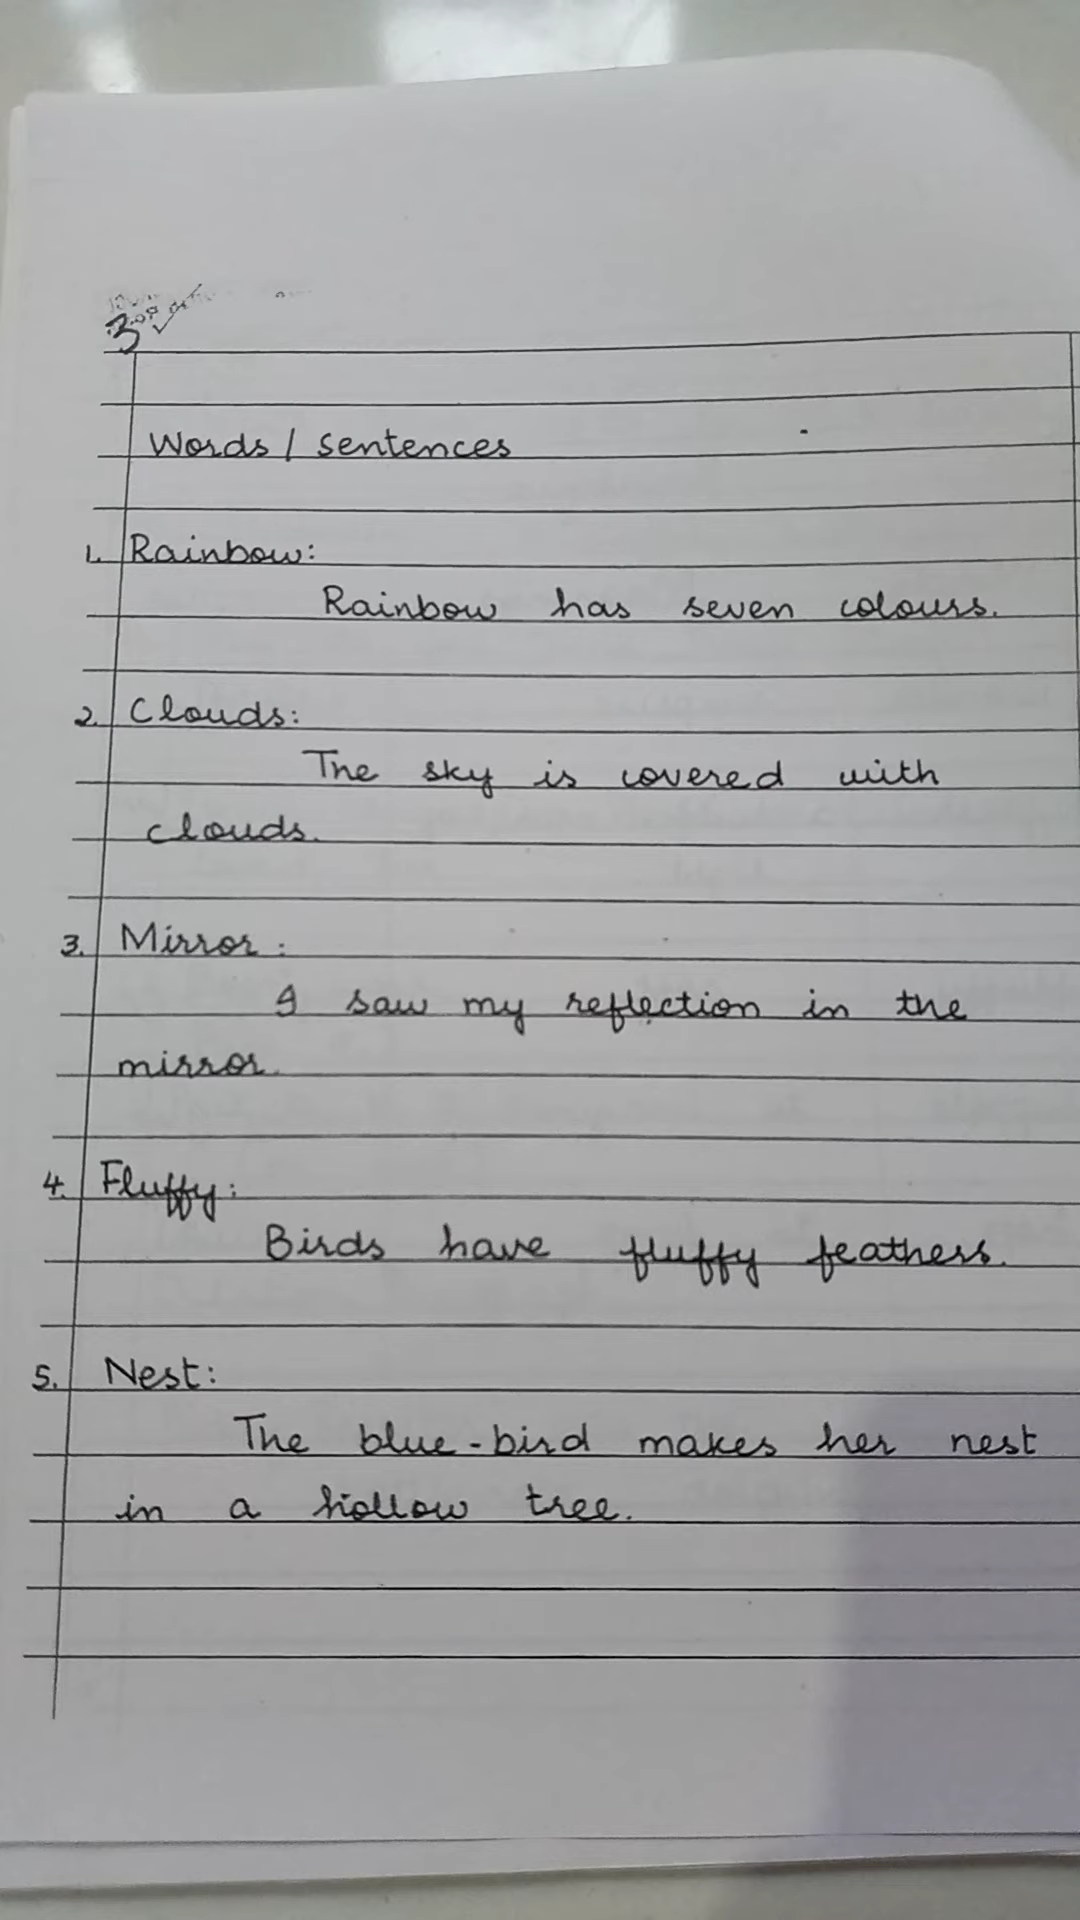 3
Words / sentences
1. Rainbow:
Rainbow has seven colours.
2. Clouds:
The sky is covered with
clouds.
3. Mirror:
I saw my reflection in the
mirror.
4. Fluffy:
Birds have fluffy feathers.
5. Nest:
The blue-bird makes her nest
in a hollow tree.